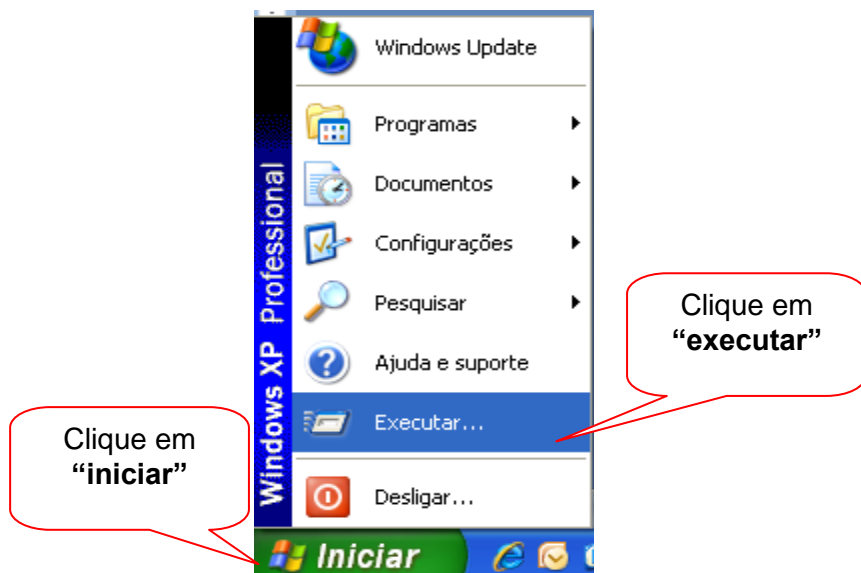 Windows Update
Programas
Documentos
Configurações
Pesquisar
Ajuda e suporte
Executar...
Desligar...
Windows XP Professional
Iniciar
Clique em
“executar”
Clique em
“iniciar”